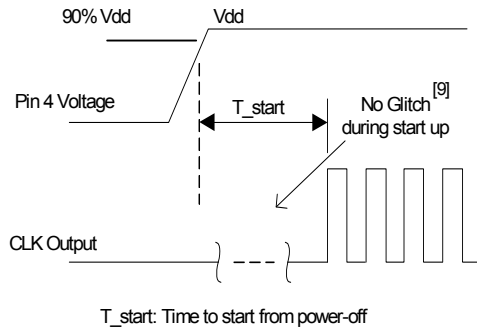 90% Vdd
Vdd
Pin 4 Voltage
T_start
No Glitch [9]
during start up
CLK Output
T_start: Time to start from power-off